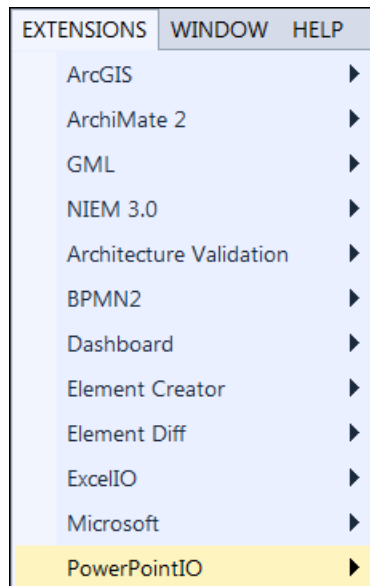 EXTENSIONS WINDOW HELP
ArcGIS
ArchiMate 2
GML
NIEM 3.0
Architecture Validation
BPMN2
Dashboard
Element Creator
Element Diff
ExcelIO
Microsoft
PowerPointIO